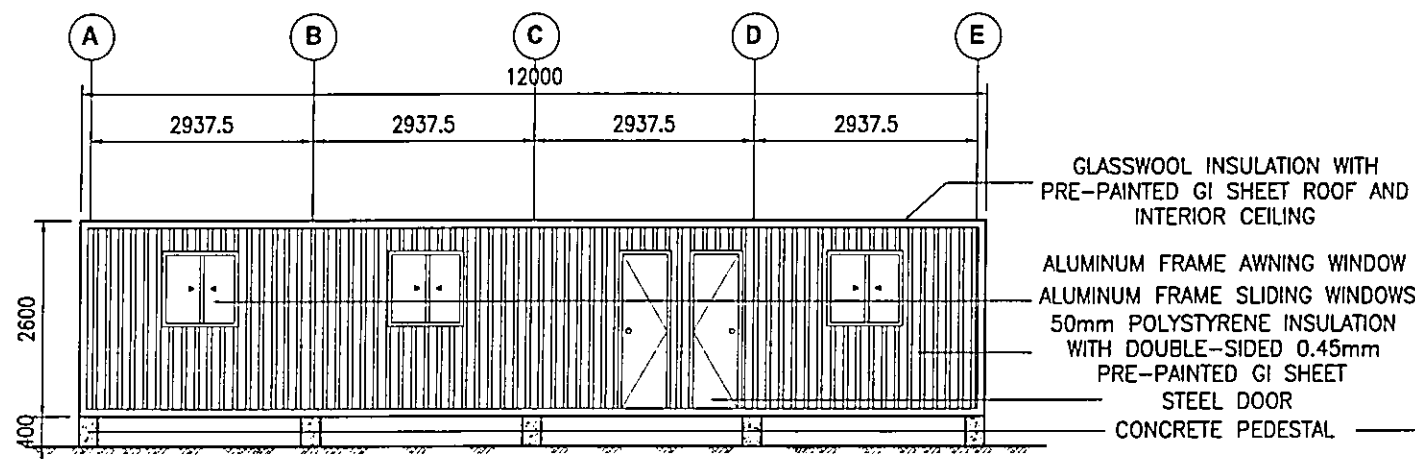 A B C D E
12000
2937.5 2937.5 2937.5 2937.5
GLASSWOOL INSULATION WITH
PRE-PAINTED GI SHEET ROOF AND
INTERIOR CEILING
ALUMINUM FRAME AWNING WINDOW
ALUMINUM FRAME SLIDING WINDOWS
50mm POLYSTYRENE INSULATION
WITH DOUBLE-SIDED 0.45mm
PRE-PAINTED GI SHEET
STEEL DOOR
CONCRETE PEDESTAL
2600
400